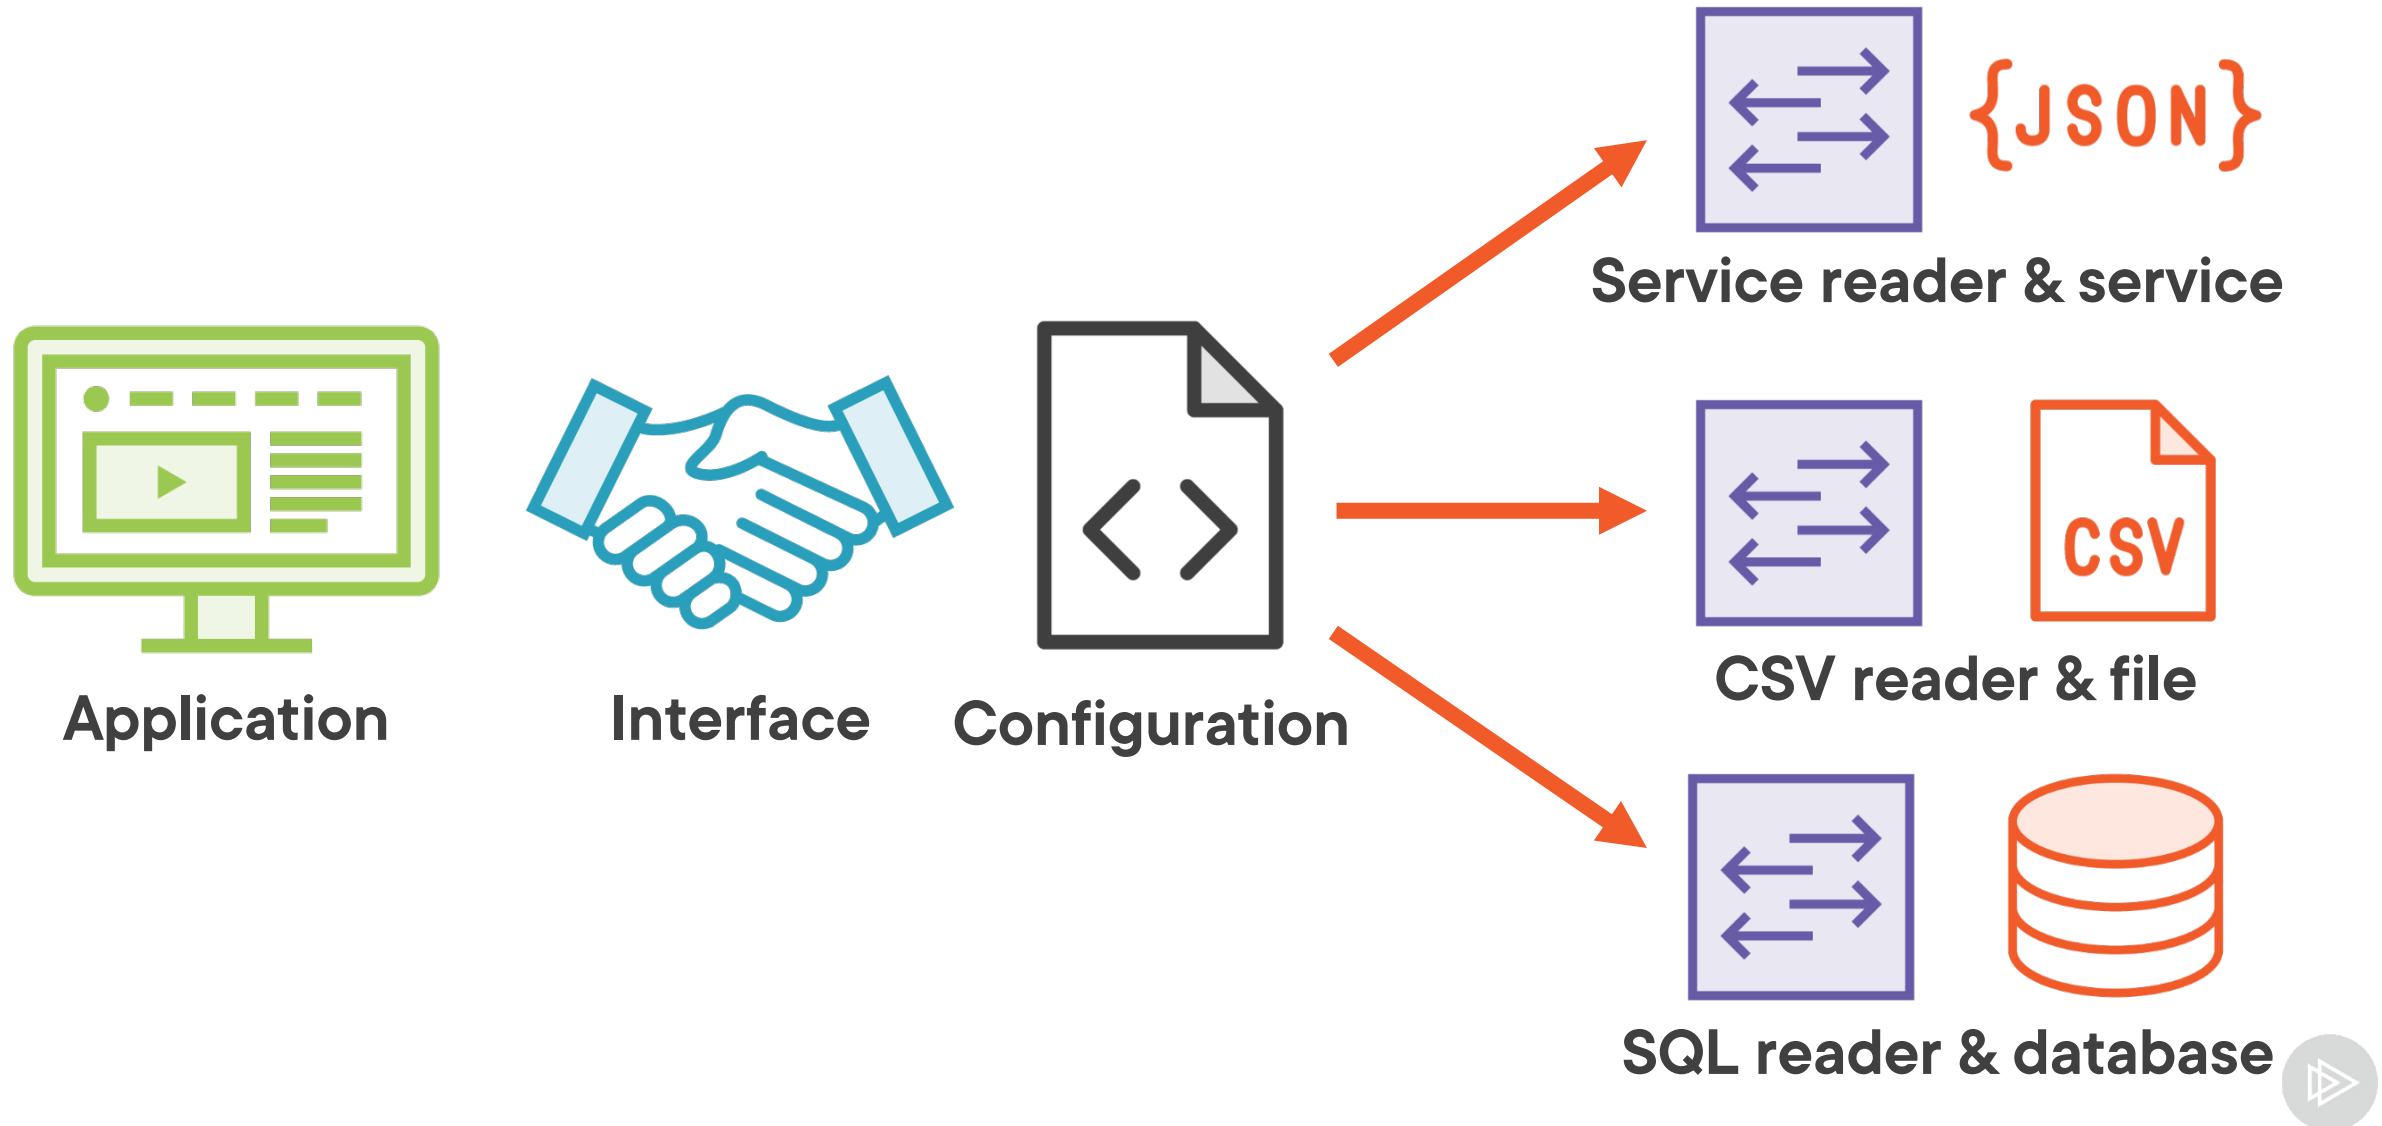 {JSON}
Service reader & service
CSV
CSV reader & file
Application
Interface
Configuration
SQL reader & database